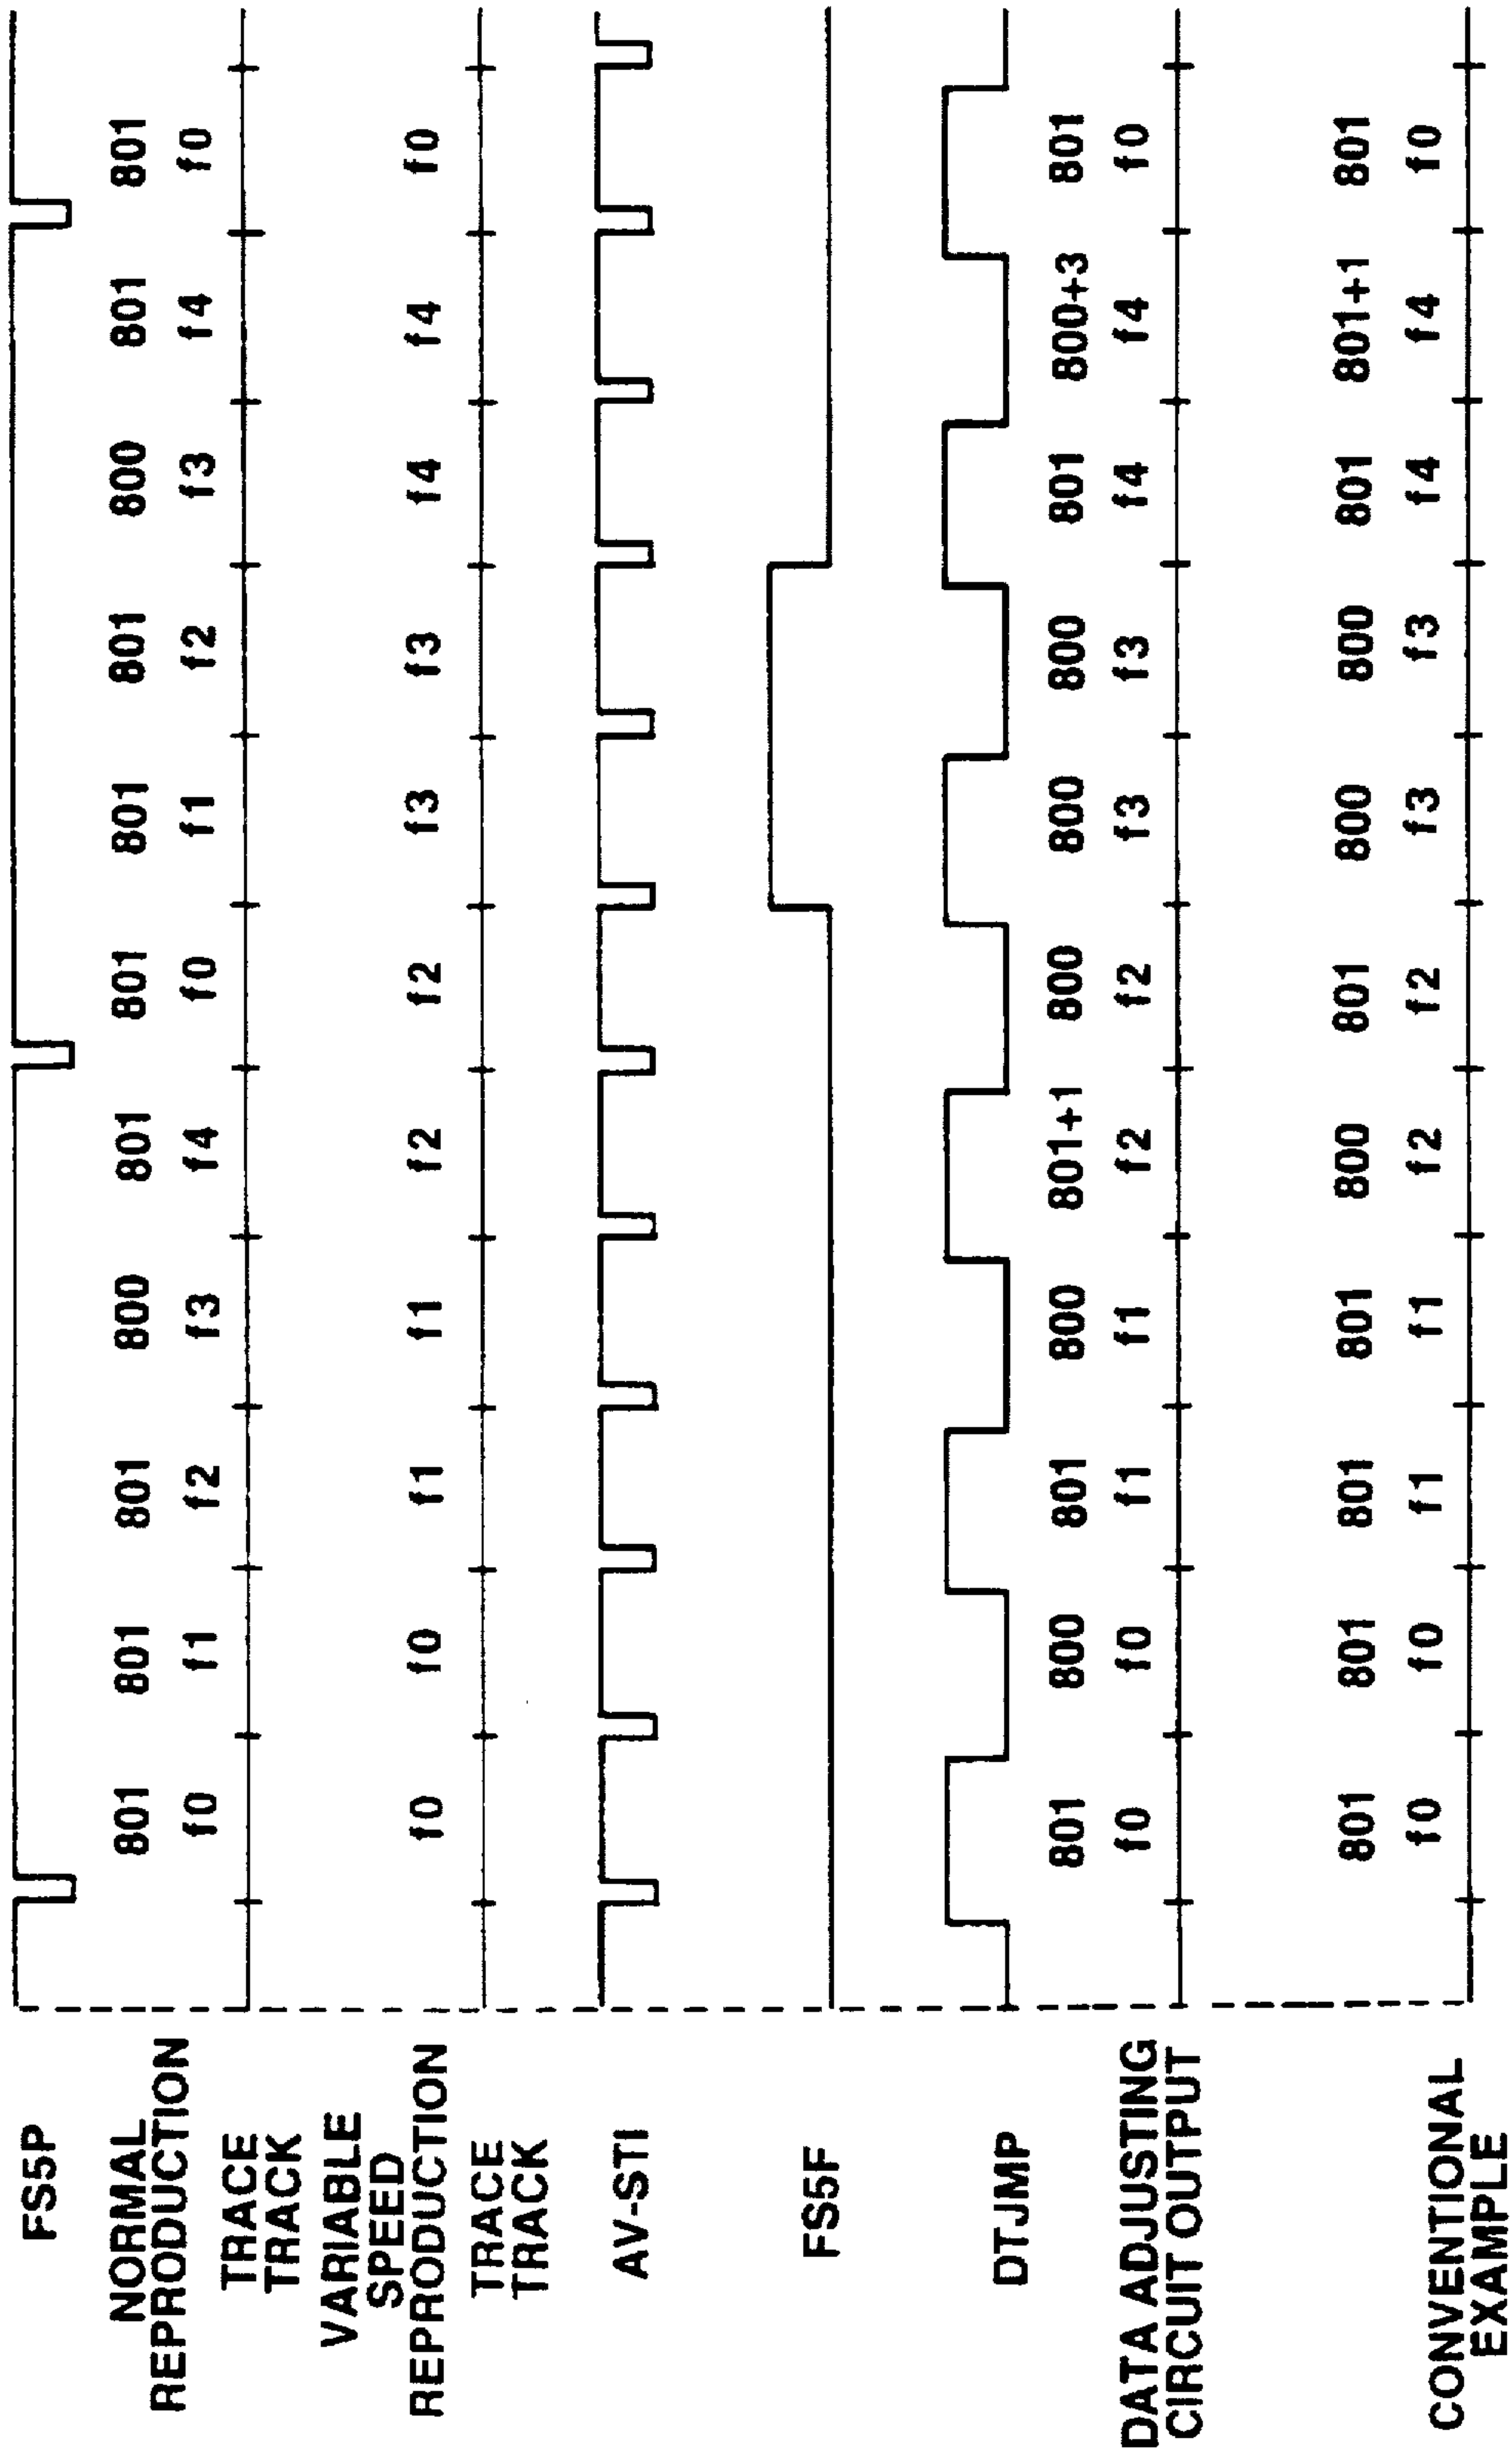 FS5P
NORMAL
REPRODUCTION
801 801 801 800 801 801 801 801 800 801 801
f0 f1 f2 f3 f4 f0 f1 f2 f3 f4 f0
TRACE
TRACK
VARIABLE
SPEED
REPRODUCTION
f0 f0 f1 f1 f2 f2 f3 f3 f4 f4 f0
TRACE
TRACK
AV-STI
FS5F
DTJMP
801 800 801 800 801+1 800 800 800 801 800+3 801
DATA ADJUSTING
f0 f0 f1 f1 f2 f2 f3 f3 f4 f4 f0
CIRCUIT OUTPUT
801 801 801 801 800 801 800 800 801 801+1 801
f0 f0 f1 f1 f2 f2 f3 f3 f4 f4 f0
CONVENTIONAL
EXAMPLE